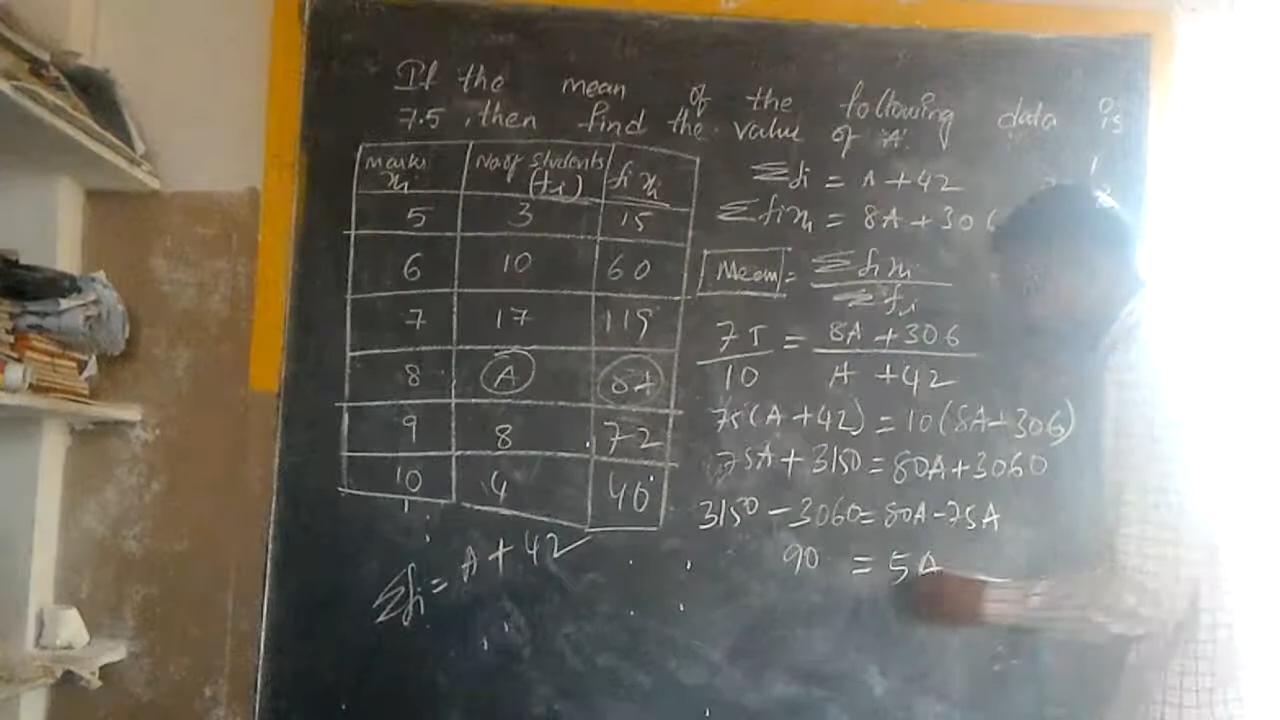 If the mean of the following data is
7.5, then find the value of A.
marks xi No of students (fi) fi xi
5 3 15
6 10 60
7 17 119
8 A 8A
9 8 72
10 4 40
Σfi = A + 42
Σfi = A + 42
Σfixi = 8A + 306
Mean = Σfixi / Σfi
75/10 = 8A + 306 / A + 42
75(A + 42) = 10(8A + 306)
75A + 3150 = 80A + 3060
3150 - 3060 = 80A - 75A
90 = 5A